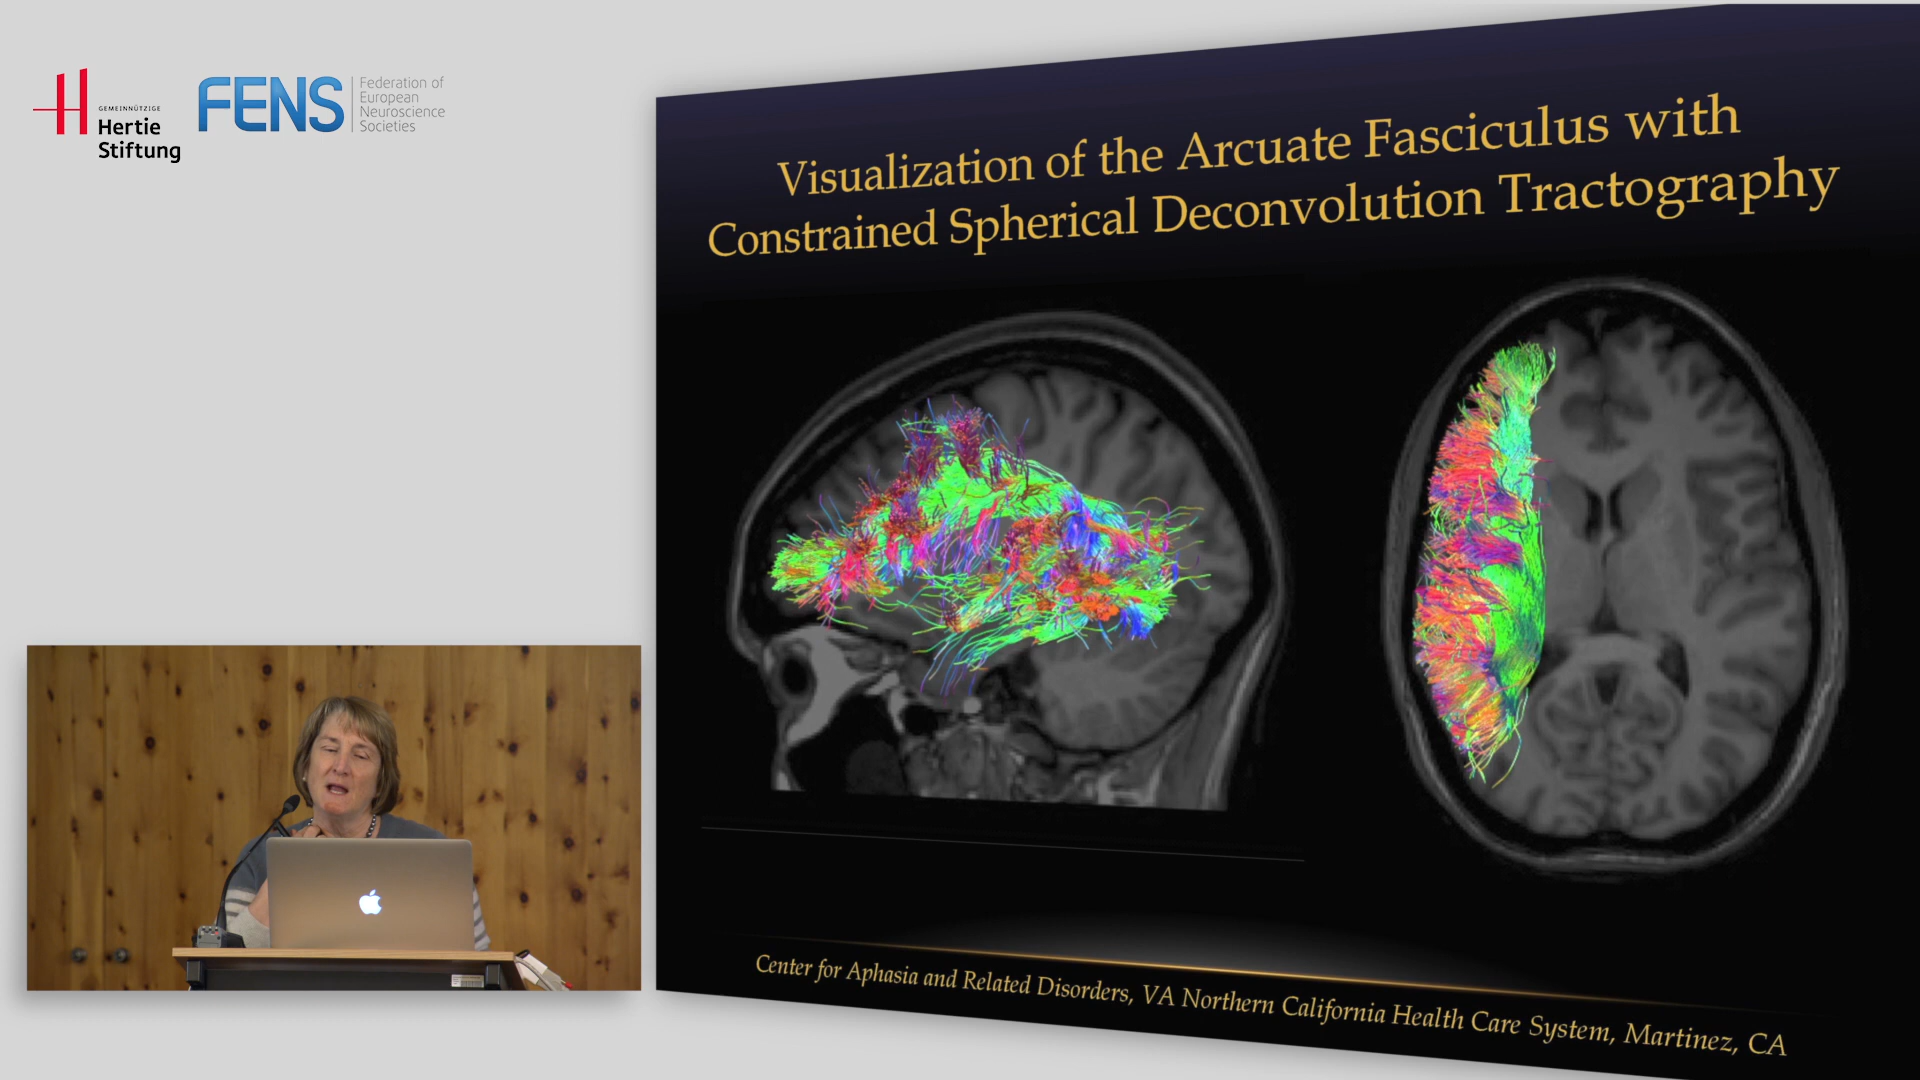 GEMEINNÜTZIGE
Hertie
Stiftung
FENS
Federation of
European
Neuroscience
Societies
Visualization of the Arcuate Fasciculus with
Constrained Spherical Deconvolution Tractography
Center for Aphasia and Related Disorders, VA Northern California Health Care System, Martinez, CA